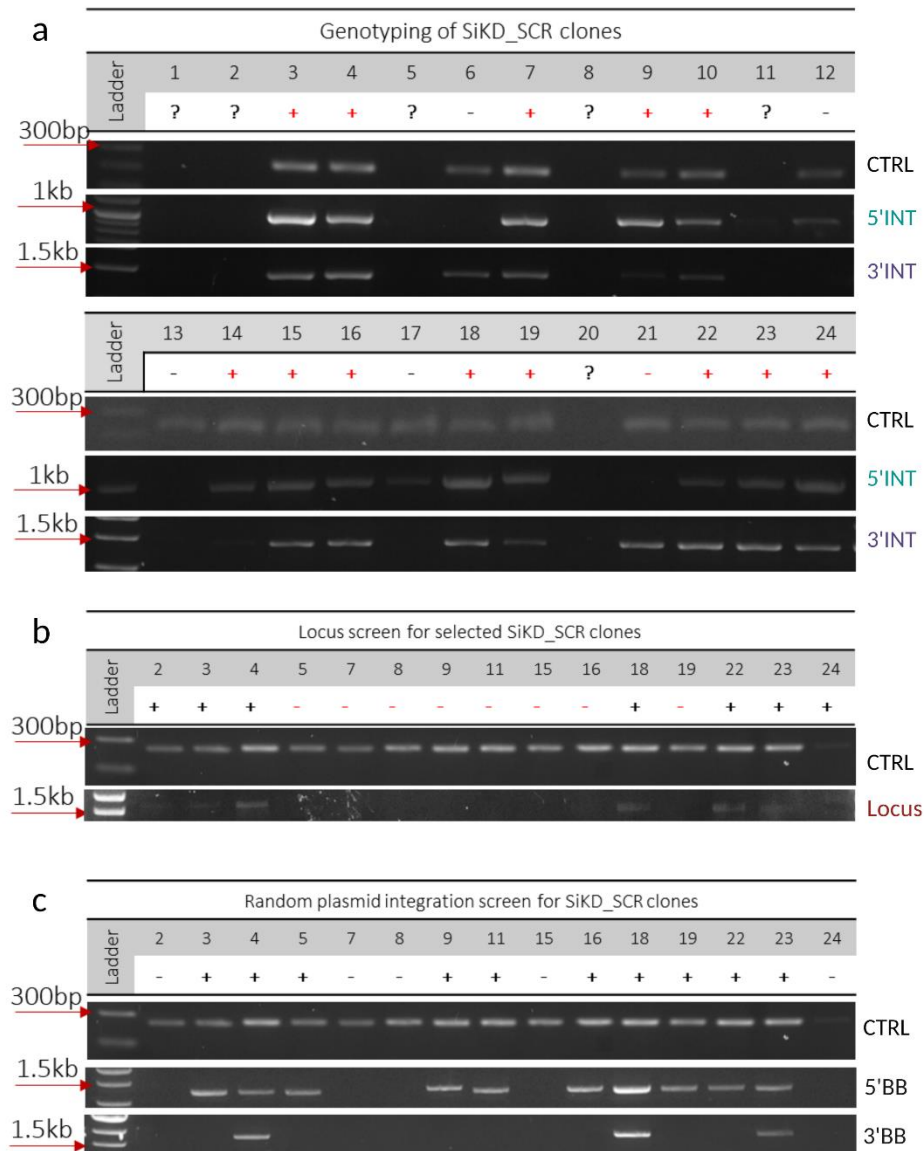 a
Genotyping of SiKD_SCR clones
Ladder 1 2 3 4 5 6 7 8 9 10 11 12
? ? + + ? - + ? + + ? -
300bp
CTRL
1kb
5'INT
1.5kb
3'INT
Ladder 13 14 15 16 17 18 19 20 21 22 23 24
- + + + - + + ? - + + +
300bp
CTRL
1kb
5'INT
1.5kb
3'INT
b
Locus screen for selected SiKD_SCR clones
Ladder 2 3 4 5 7 8 9 11 15 16 18 19 22 23 24
+ + + - - - - - - - + - + + +
300bp
CTRL
1.5kb
Locus
c
Random plasmid integration screen for SiKD_SCR clones
Ladder 2 3 4 5 7 8 9 11 15 16 18 19 22 23 24
- + + + - - + + - + + + + + -
300bp
CTRL
1.5kb
5'BB
1.5kb
3'BB